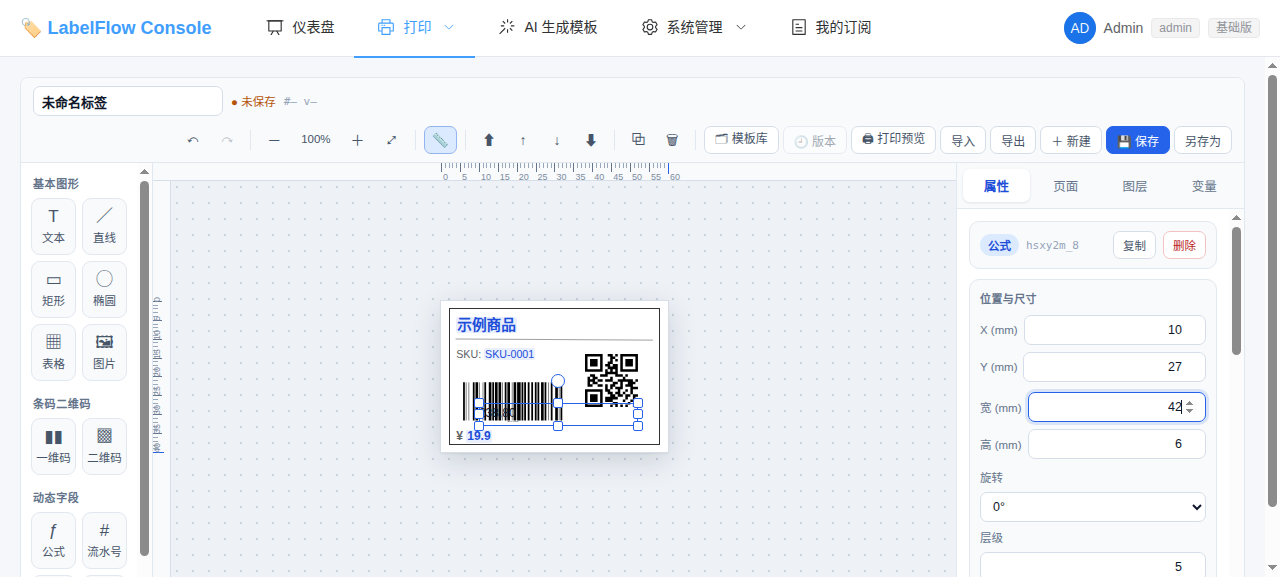 🏷️ LabelFlow Console
仪表盘
打印
AI 生成模板
系统管理
我的订阅
AD Admin admin 基础版
未命名标签
● 未保存 #— v—
100%
模板库
版本
打印预览
导入
导出
＋ 新建
保存
另存为
0 5 10 15 20 25 30 35 40 45 50 55 60
基本图形
T 文本
直线
矩形
椭圆
表格
图片
条码二维码
一维码
二维码
动态字段
ƒ 公式
# 流水号
示例商品
SKU: SKU-0001
¥ 19.9
属性
页面
图层
变量
公式 hsxy2m_8 复制 删除
位置与尺寸
X (mm) 10
Y (mm) 27
宽 (mm) 42
高 (mm) 6
旋转
0°
层级
5